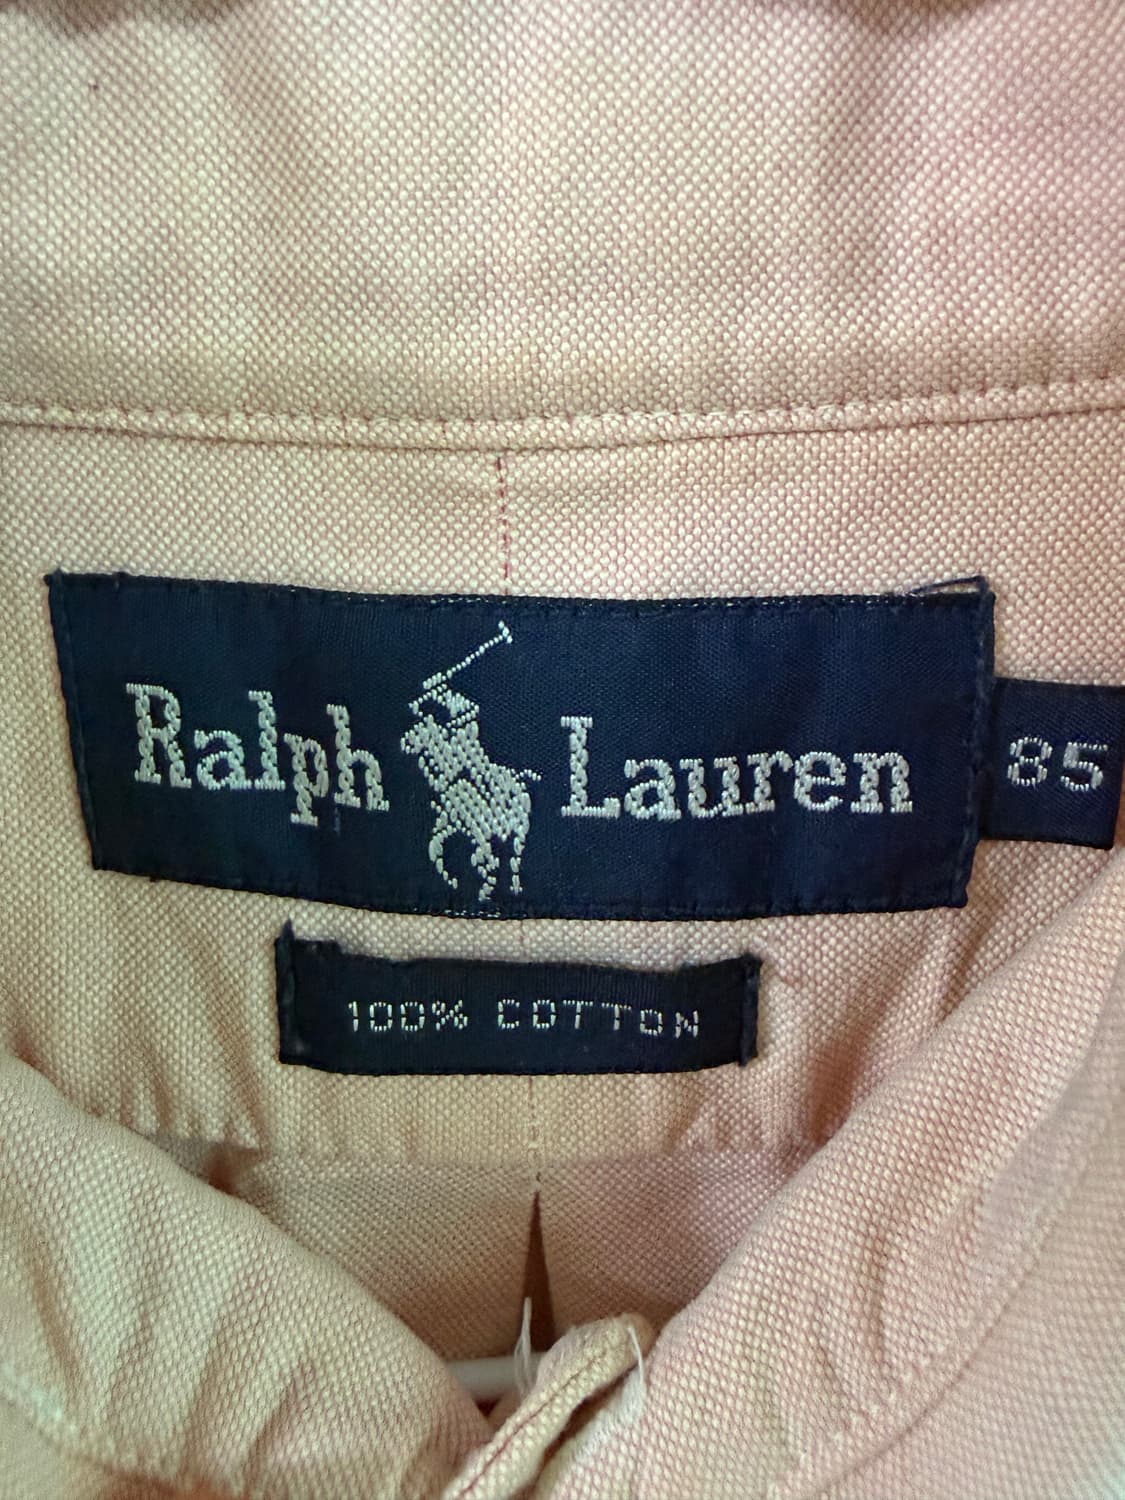 Ralph Lauren
85
100% COTTON